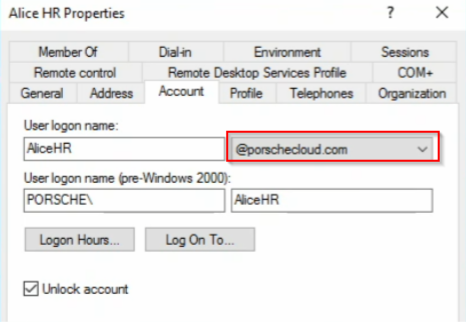 Alice HR Properties ? ✕
Member Of Dial-in Environment Sessions
Remote control Remote Desktop Services Profile COM+
General Address Account Profile Telephones Organization
User logon name:
AliceHR @porschecloud.com
User logon name (pre-Windows 2000):
PORSCHE\ AliceHR
Logon Hours... Log On To...
Unlock account